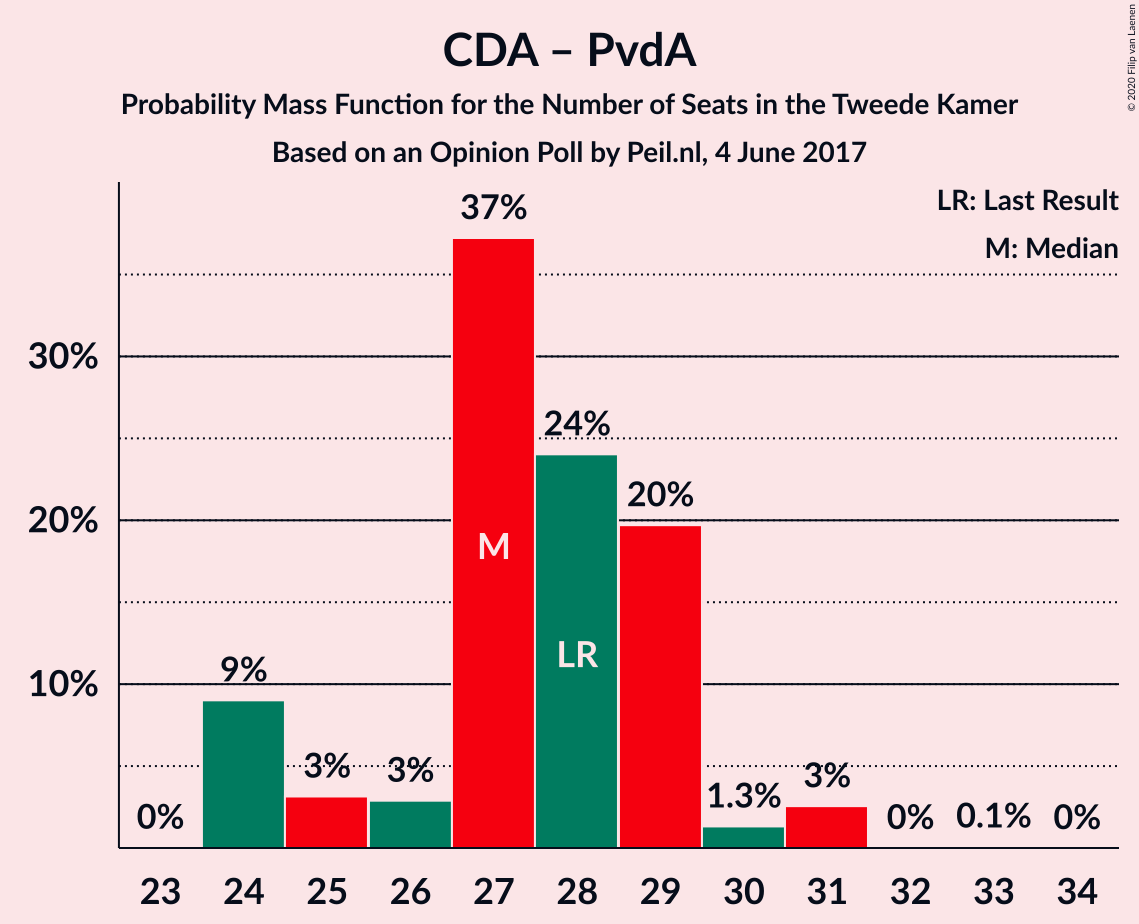 CDA – PvdA
Probability Mass Function for the Number of Seats in the Tweede Kamer
Based on an Opinion Poll by Peil.nl, 4 June 2017
© 2020 Filip van Laenen
LR: Last Result
M: Median
37%
30%
24%
20%
20%
M
LR
9%
10%
3%
3%
3%
1.3%
0%
0%
0.1%
0%
23 24 25 26 27 28 29 30 31 32 33 34